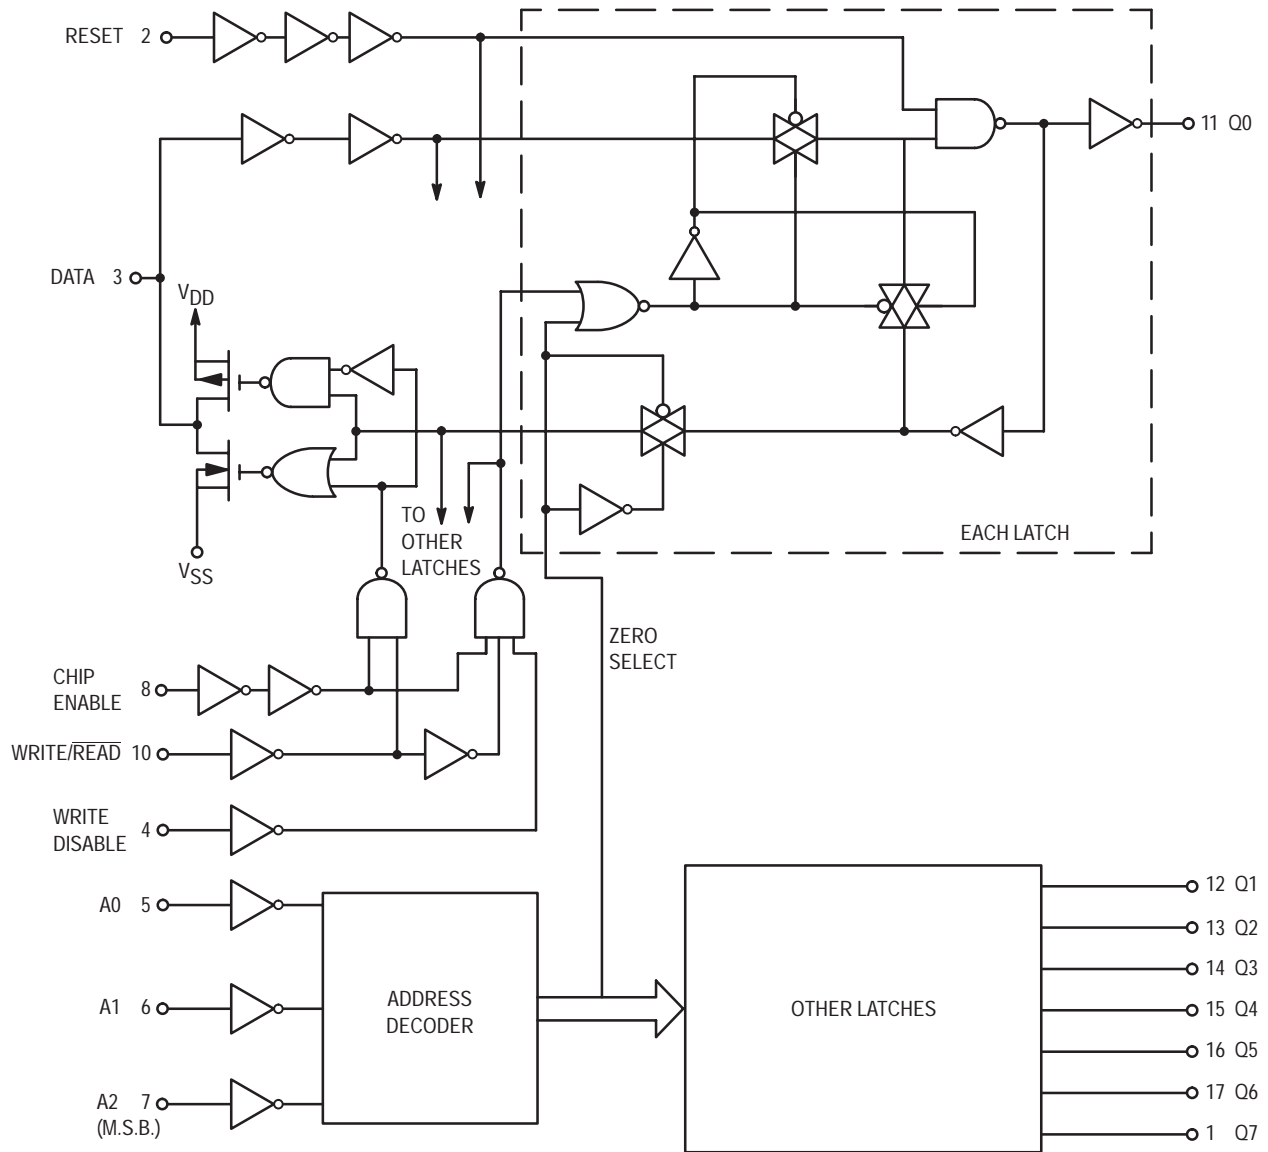 RESET 2
11 Q0
DATA 3
VDD
VSS
EACH LATCH
TO
OTHER
LATCHES
ZERO
SELECT
CHIP
ENABLE 8
WRITE/READ 10
WRITE
DISABLE 4
A0 5
A1 6
A2 7
(M.S.B.)
ADDRESS
DECODER
OTHER LATCHES
12 Q1
13 Q2
14 Q3
15 Q4
16 Q5
17 Q6
1 Q7